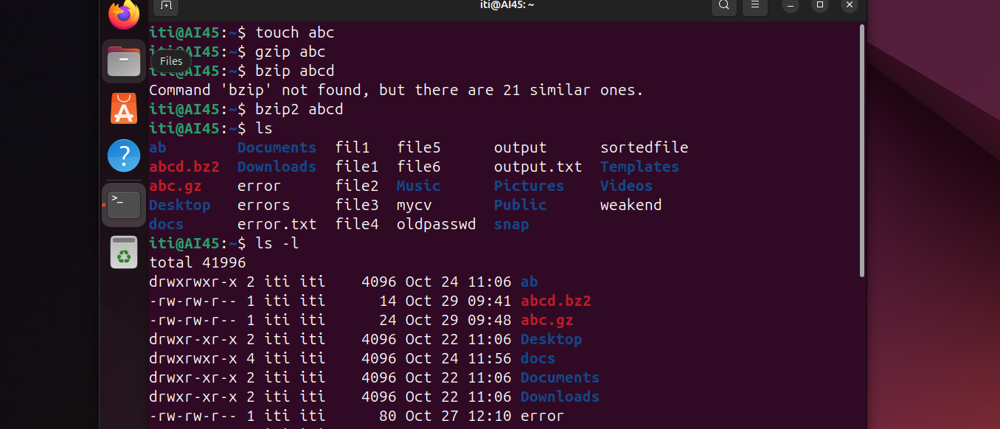 iti@AI45: ~
iti@AI45:~$ touch abc
iti@AI45:~$ gzip abc
Files
iti@AI45:~$ bzip abcd
Command 'bzip' not found, but there are 21 similar ones.
iti@AI45:~$ bzip2 abcd
iti@AI45:~$ ls
ab Documents fil1 file5 output sortedfile
abcd.bz2 Downloads file1 file6 output.txt Templates
abc.gz error file2 Music Pictures Videos
Desktop errors file3 mycv Public weakend
docs error.txt file4 oldpasswd snap
iti@AI45:~$ ls -l
total 41996
drwxrwxr-x 2 iti iti 4096 Oct 24 11:06 ab
-rw-rw-r-- 1 iti iti 14 Oct 29 09:41 abcd.bz2
-rw-rw-r-- 1 iti iti 24 Oct 29 09:48 abc.gz
drwxr-xr-x 2 iti iti 4096 Oct 22 11:06 Desktop
drwxrwxr-x 4 iti iti 4096 Oct 24 11:56 docs
drwxr-xr-x 2 iti iti 4096 Oct 22 11:06 Documents
drwxr-xr-x 2 iti iti 4096 Oct 22 11:06 Downloads
-rw-rw-r-- 1 iti iti 80 Oct 27 12:10 error